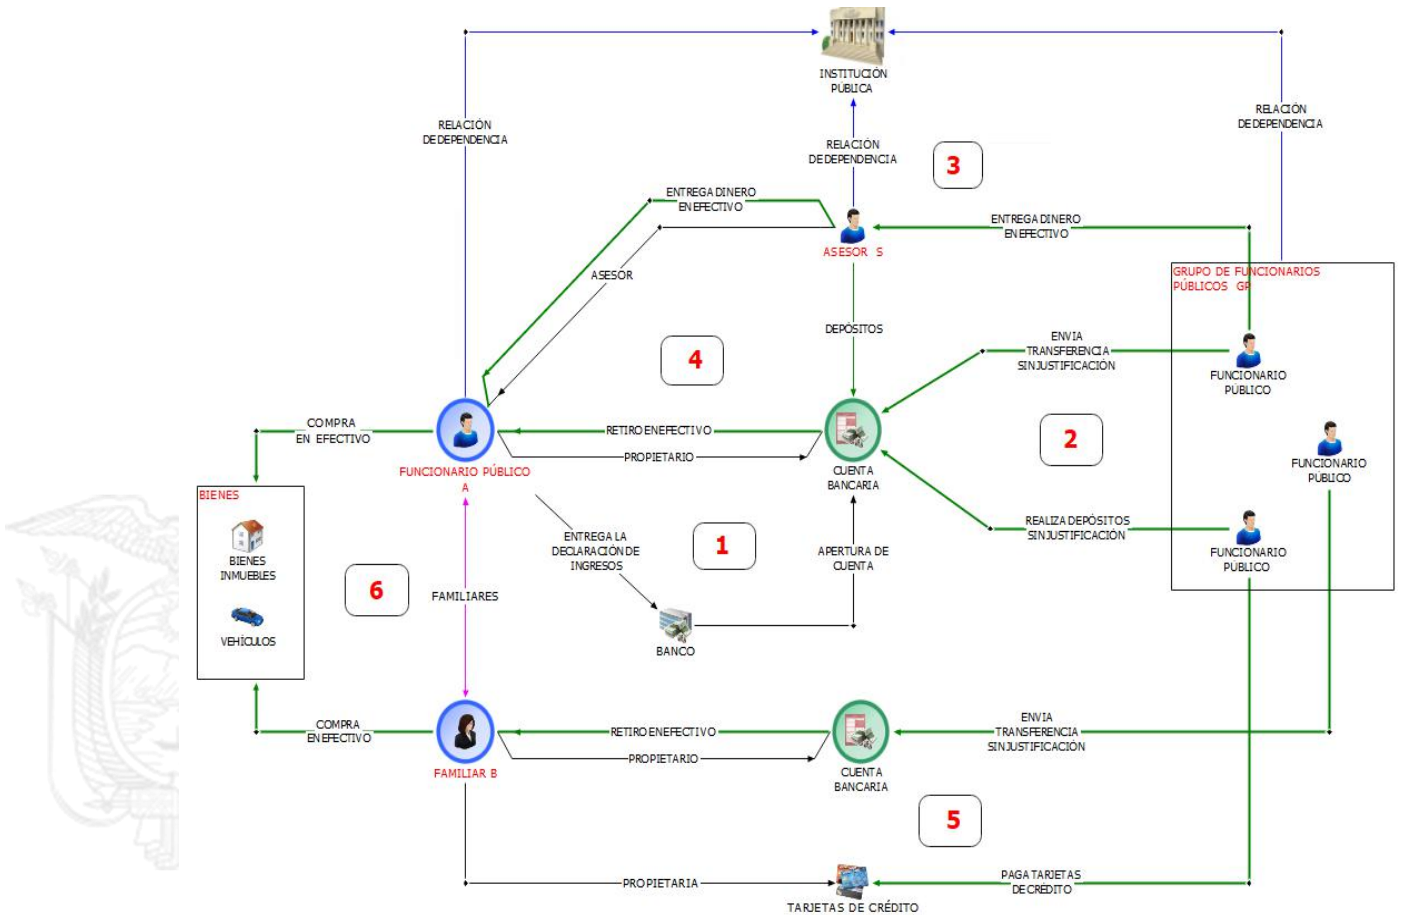 INSTITUCIÓN
PÚBLICA
RELACIÓN
DE DEPENDENCIA
RELACIÓN
DE DEPENDENCIA
RELACIÓN
DE DEPENDENCIA
3
ENTREGA DINERO
EN EFECTIVO
ENTREGA DINERO
EN EFECTIVO
ASESOR S
ASESOR
GRUPO DE FUNCIONARIOS
PÚBLICOS GP
DEPÓSITOS
ENVIA
TRANSFERENCIA
SIN JUSTIFICACIÓN
4
FUNCIONARIO
PÚBLICO
COMPRA
EN EFECTIVO
RETIRO EN EFECTIVO
PROPIETARIO
2
FUNCIONARIO PÚBLICO
A
CUENTA
BANCARIA
FUNCIONARIO
PÚBLICO
BIENES
BIENES
INMUEBLES
VEHÍCULOS
ENTREGA LA
DECLARACIÓN DE
INGRESOS
1
APERTURA DE
CUENTA
REALIZA DEPÓSITOS
SIN JUSTIFICACIÓN
FUNCIONARIO
PÚBLICO
6
FAMILIARES
BANCO
COMPRA
EN EFECTIVO
RETIRO EN EFECTIVO
PROPIETARIO
ENVIA
TRANSFERENCIA
SIN JUSTIFICACIÓN
FAMILIAR B
CUENTA
BANCARIA
5
PROPIETARIA
PAGA TARJETAS
DE CRÉDITO
TARJETAS DE CRÉDITO